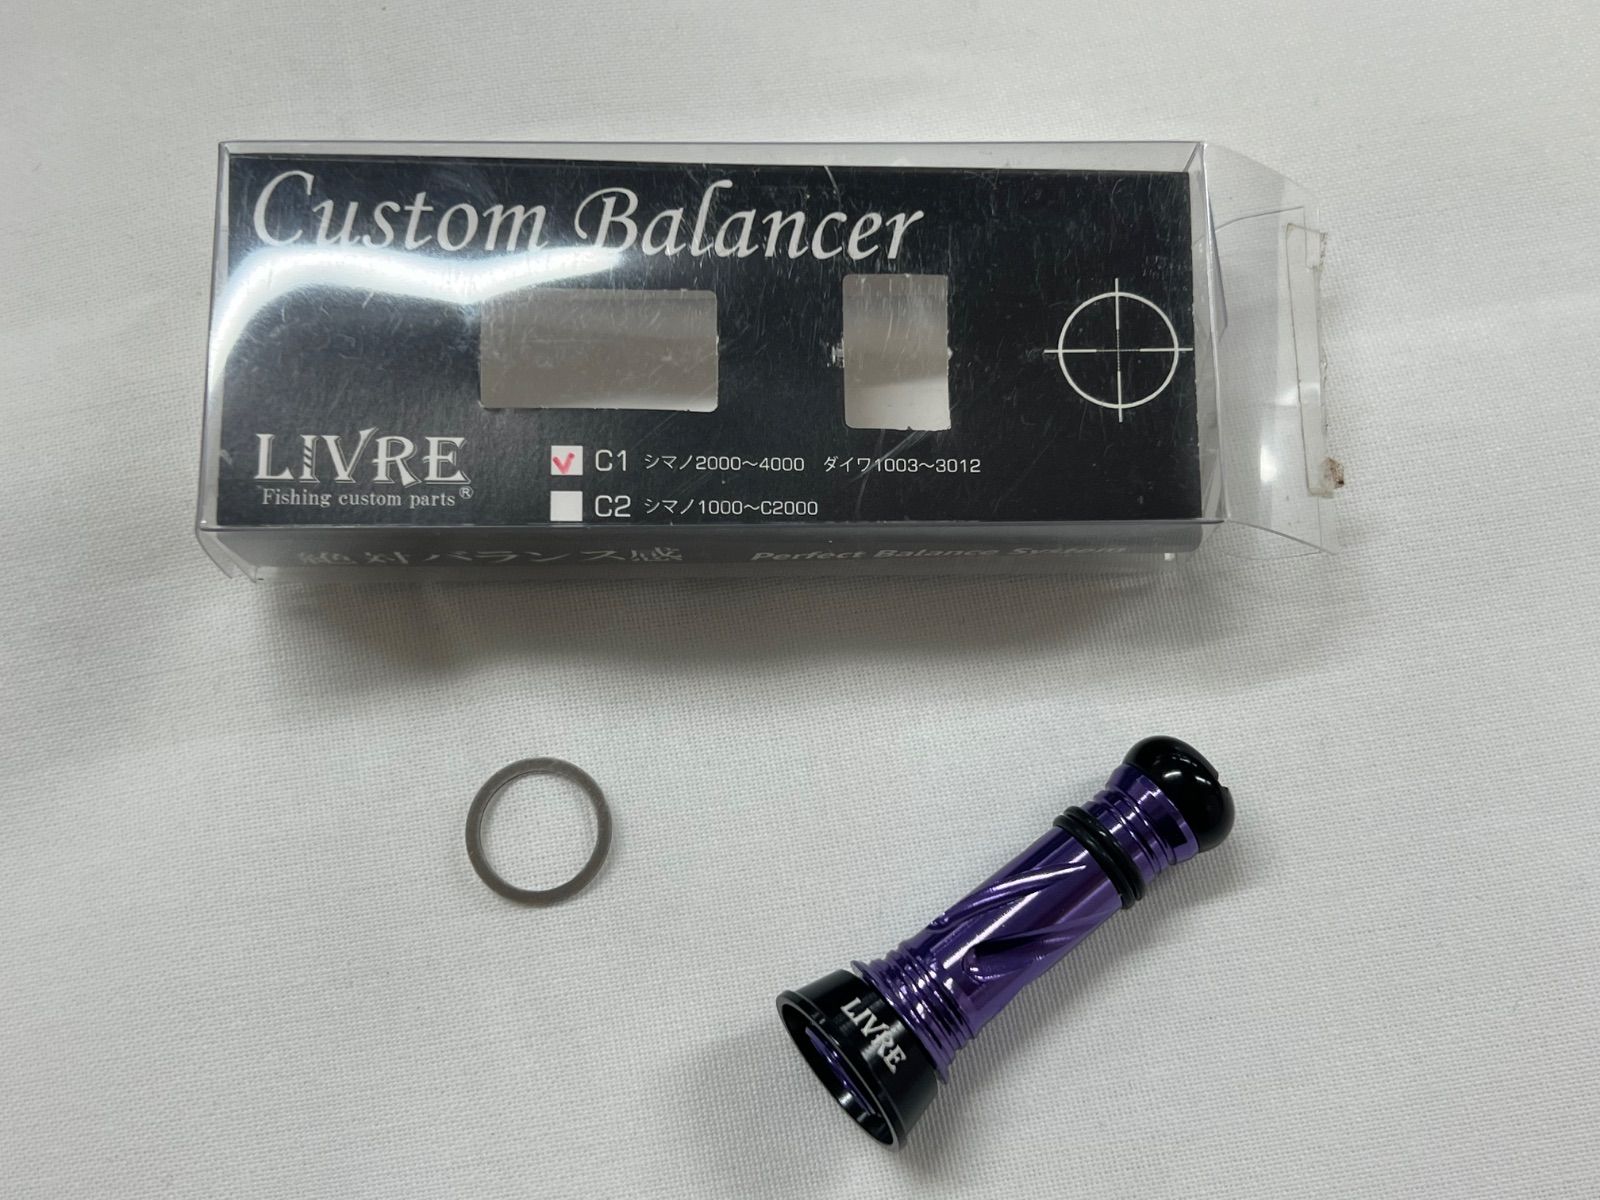 Custom Balancer
LIVRE
Fishing custom parts®
C1 シマノ2000〜4000 ダイワ1003〜3012
C2 シマノ1000〜C2000
絶対バランス感 Perfect Balance System
LIVRE